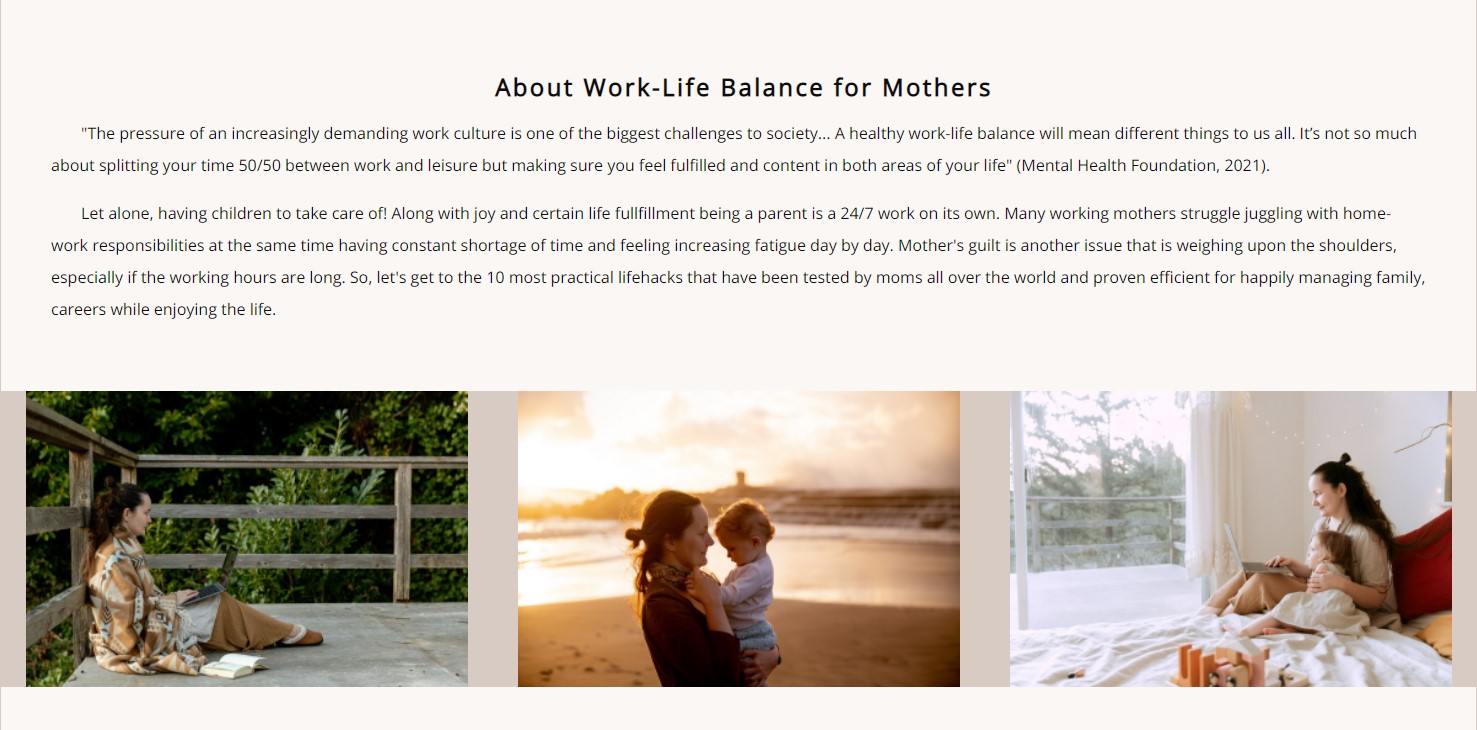 About Work-Life Balance for Mothers
"The pressure of an increasingly demanding work culture is one of the biggest challenges to society... A healthy work-life balance will mean different things to us all. It’s not so much
about splitting your time 50/50 between work and leisure but making sure you feel fulfilled and content in both areas of your life" (Mental Health Foundation, 2021).
Let alone, having children to take care of! Along with joy and certain life fullfillment being a parent is a 24/7 work on its own. Many working mothers struggle juggling with home-
work responsibilities at the same time having constant shortage of time and feeling increasing fatigue day by day. Mother's guilt is another issue that is weighing upon the shoulders,
especially if the working hours are long. So, let's get to the 10 most practical lifehacks that have been tested by moms all over the world and proven efficient for happily managing family,
careers while enjoying the life.